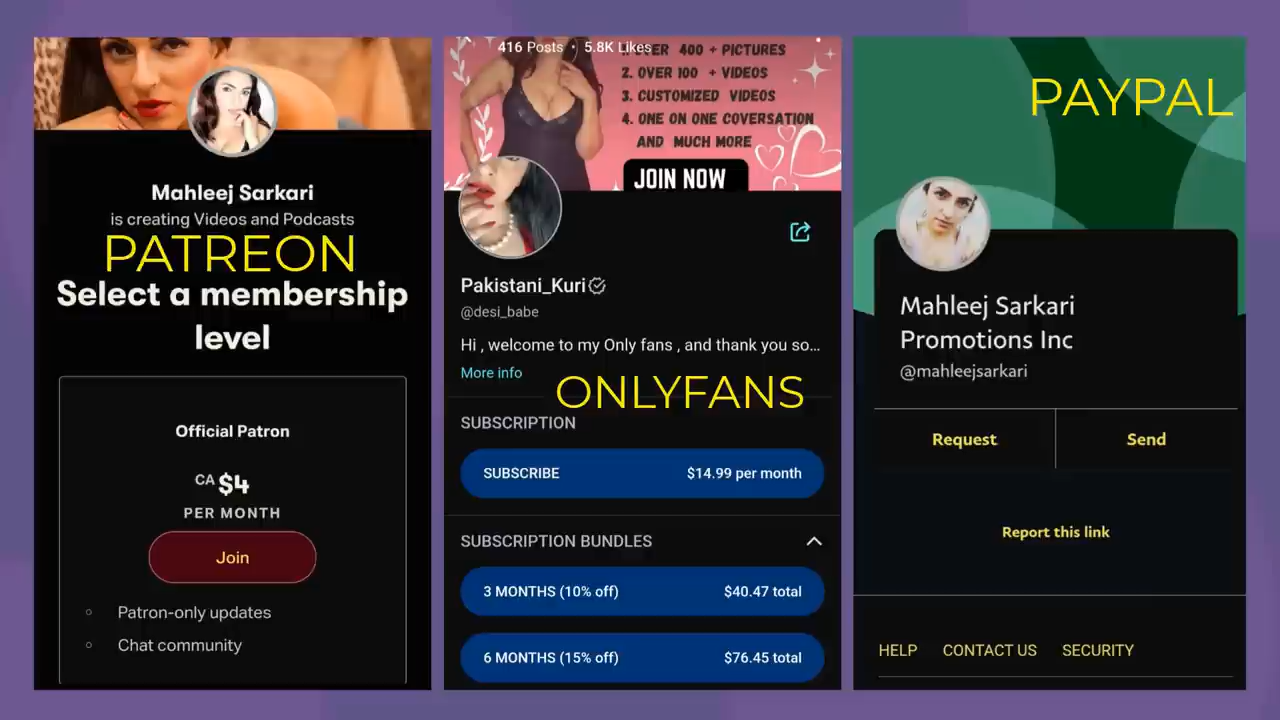 Mahleej Sarkari
is creating Videos and Podcasts
PATREON
Select a membership
level
Official Patron
CA $4
PER MONTH
Join
Patron-only updates
Chat community
416 Posts • 5.8K Likes
1. OVER 400 + PICTURES
2. OVER 100 + VIDEOS
3. CUSTOMIZED VIDEOS
4. ONE ON ONE COVERSATION
AND MUCH MORE
JOIN NOW
Pakistani_Kuri
@desi_babe
Hi , welcome to my Only fans , and thank you so...
More info
ONLYFANS
SUBSCRIPTION
SUBSCRIBE $14.99 per month
SUBSCRIPTION BUNDLES
3 MONTHS (10% off) $40.47 total
6 MONTHS (15% off) $76.45 total
PAYPAL
Mahleej Sarkari
Promotions Inc
@mahleejsarkari
Request Send
Report this link
HELP CONTACT US SECURITY